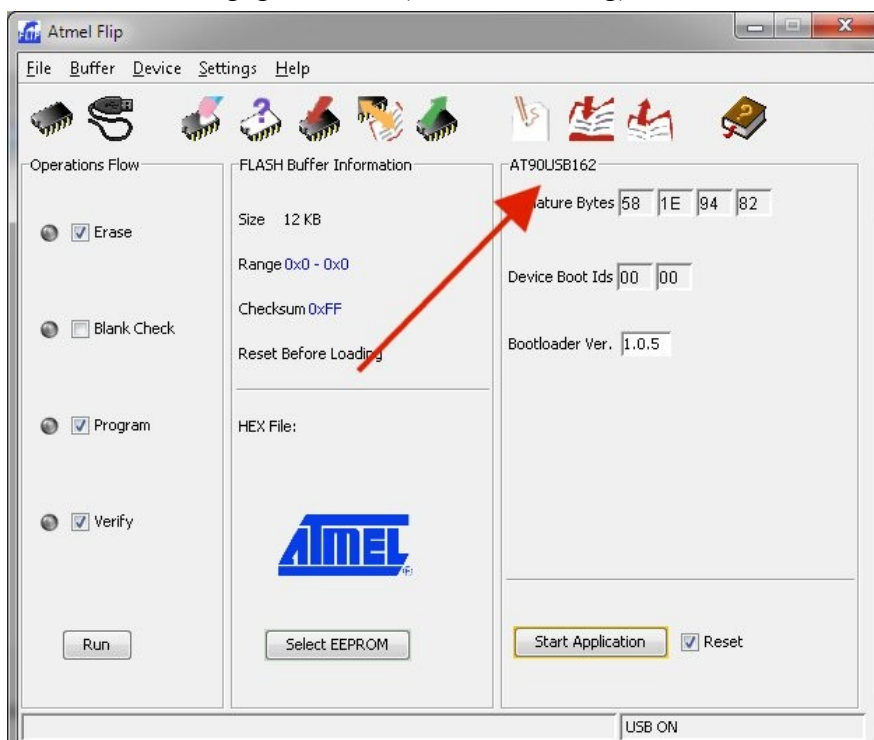 Atmel Flip
File Buffer Device Settings Help
Operations Flow
Erase
Blank Check
Program
Verify
Run
FLASH Buffer Information
Size 12 KB
Range 0x0 - 0x0
Checksum 0xFF
Reset Before Loading
HEX File:
ATMEL
Select EEPROM
AT90USB162
Bytes 58 1E 94 82
Device Boot Ids 00 00
Bootloader Ver. 1.0.5
Start Application Reset
USB ON